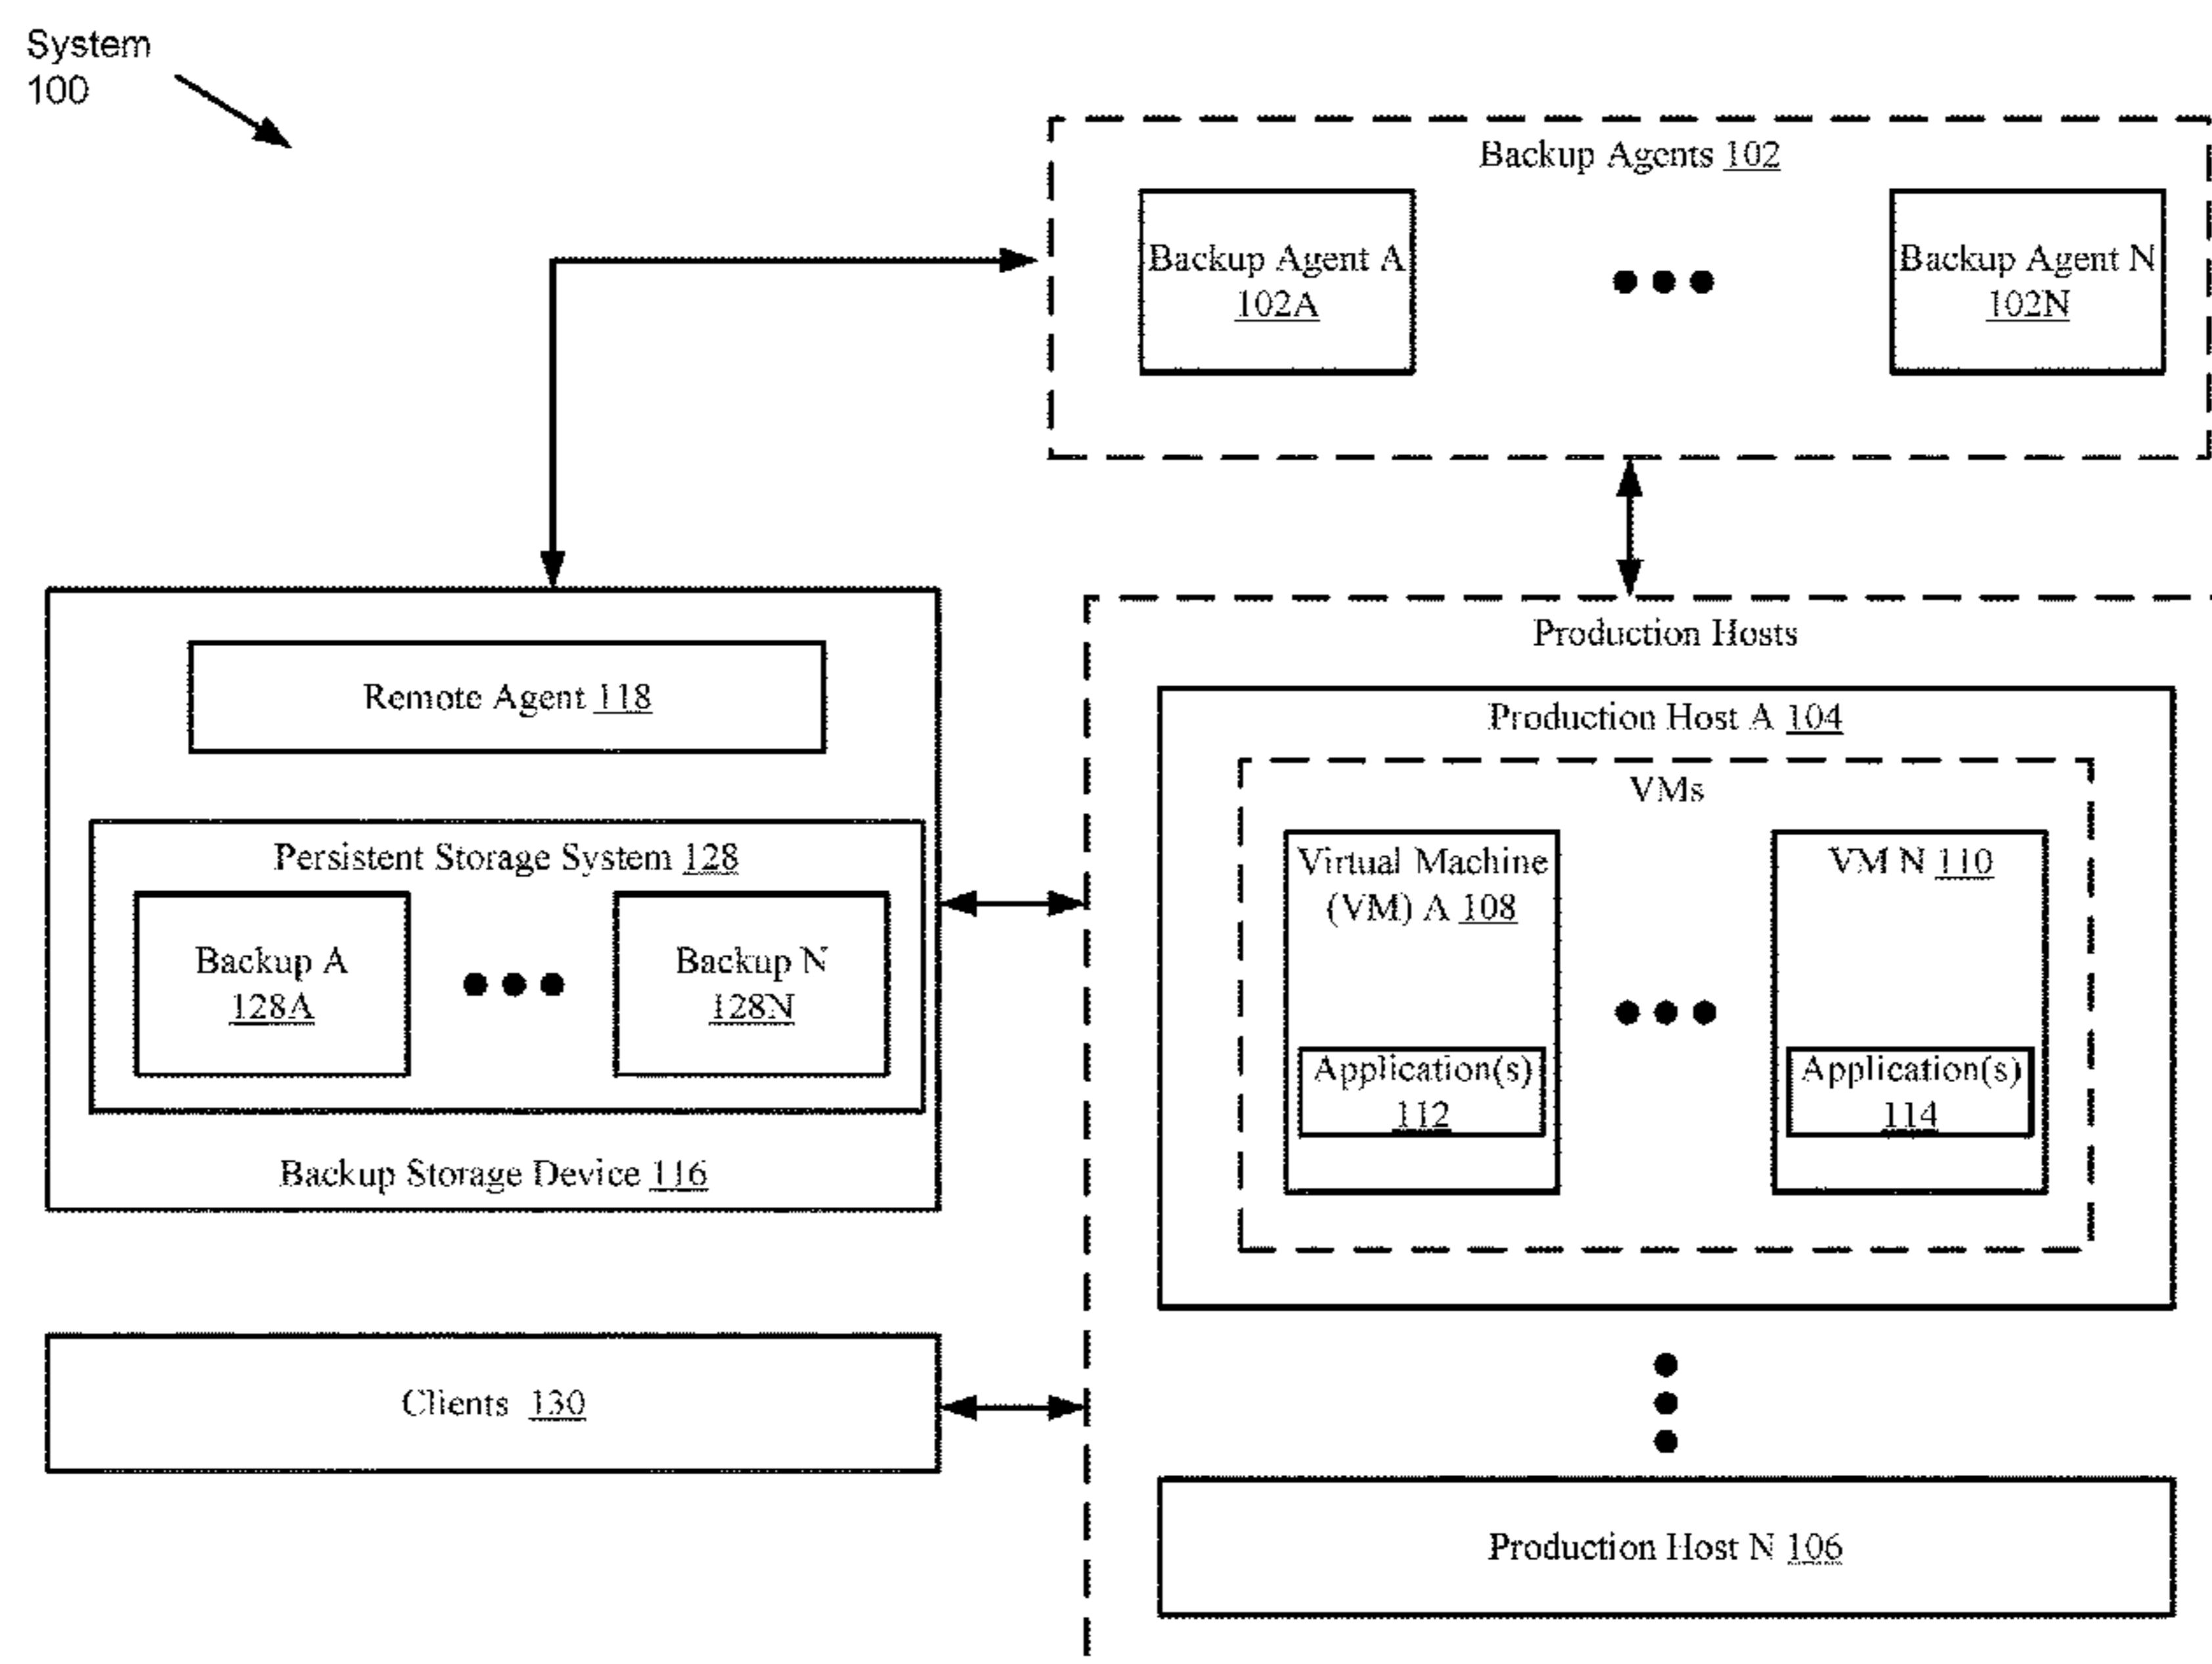 System
100
Backup Agents 102
Backup Agent A
102A
Backup Agent N
102N
Remote Agent 118
Persistent Storage System 128
Backup A
128A
Backup N
128N
Backup Storage Device 116
Clients 130
Production Hosts
Production Host A 104
VMs
Virtual Machine
(VM) A 108
Application(s)
112
VM N 110
Application(s)
114
Production Host N 106